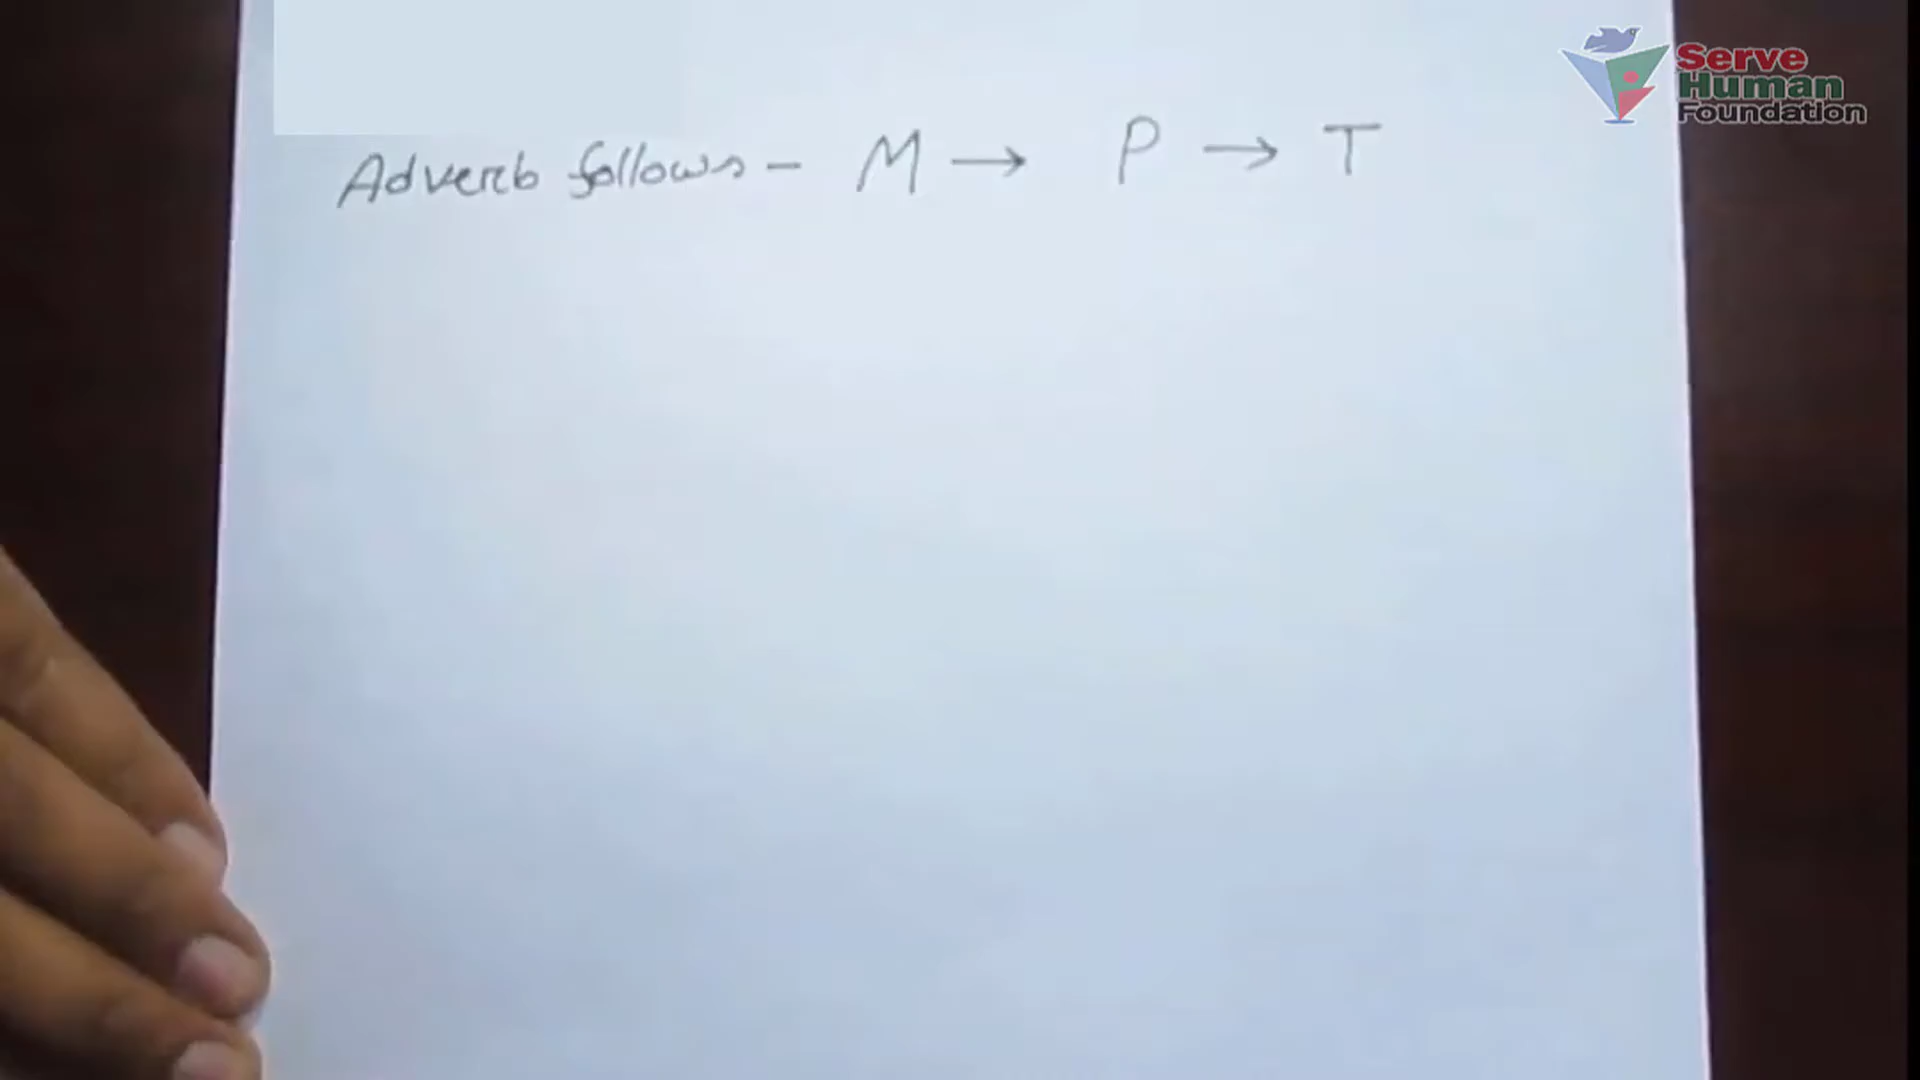 Serve
Human
Foundation
Adverb follows - M → P → T